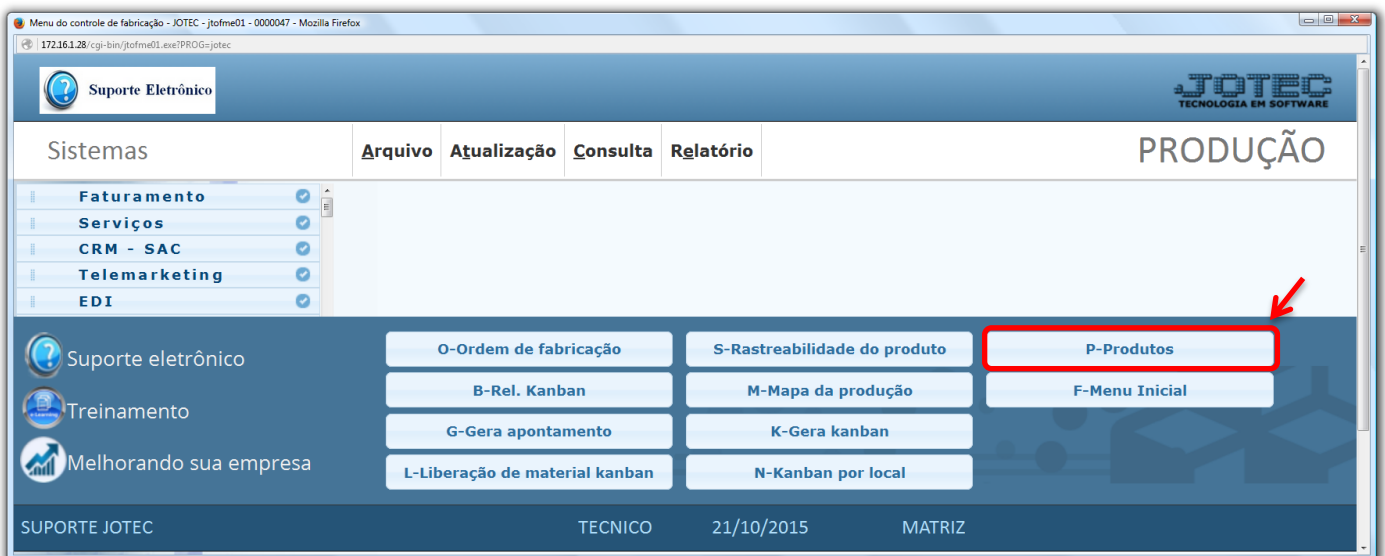 Menu do controle de fabricação - JOTEC - jtofme01 - 0000047 - Mozilla Firefox
172.16.1.28/cgi-bin/jtofme01.exe?PROG=jotec
Suporte Eletrônico
JOTEC
TECNOLOGIA EM SOFTWARE
Sistemas
Arquivo Atualização Consulta Relatório
PRODUÇÃO
Faturamento
Serviços
CRM - SAC
Telemarketing
EDI
Suporte eletrônico
Treinamento
Melhorando sua empresa
O-Ordem de fabricação S-Rastreabilidade do produto P-Produtos
B-Rel. Kanban M-Mapa da produção F-Menu Inicial
G-Gera apontamento K-Gera kanban
L-Liberação de material kanban N-Kanban por local
SUPORTE JOTEC TECNICO 21/10/2015 MATRIZ